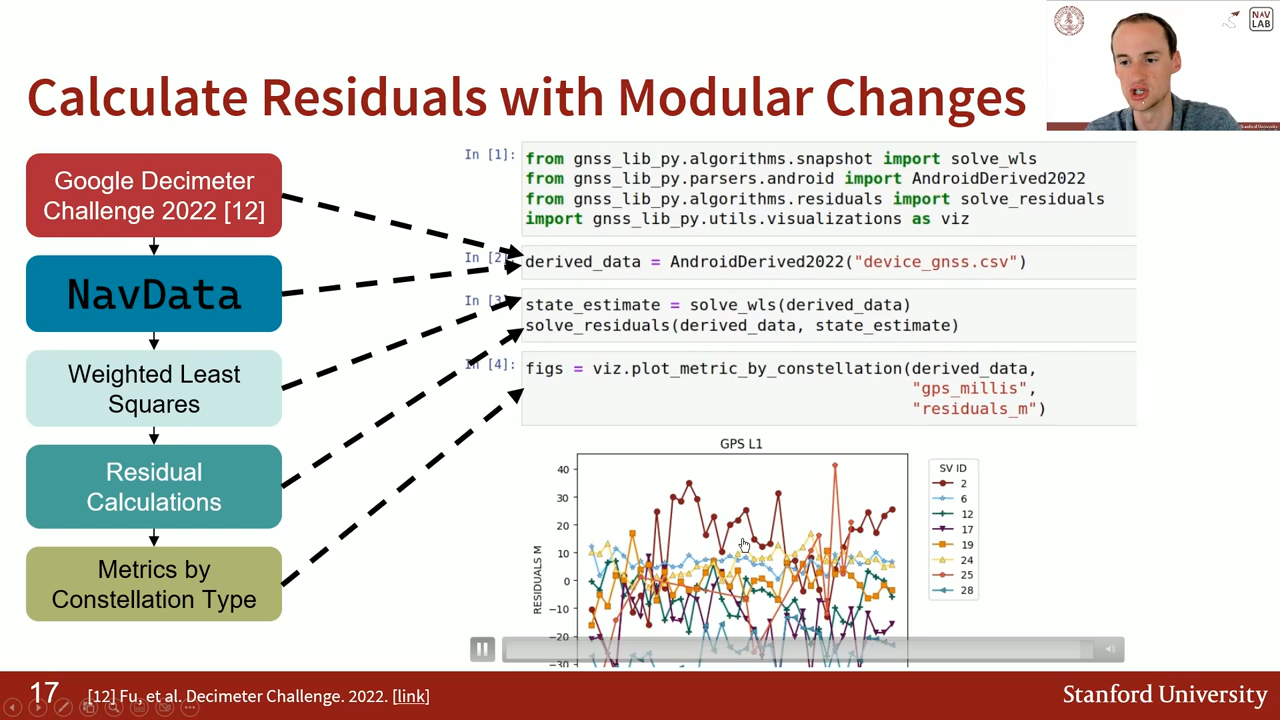 NAV
LAB
Stanford University
Calculate Residuals with Modular Changes
Google Decimeter
Challenge 2022 [12]
NavData
Weighted Least
Squares
Residual
Calculations
Metrics by
Constellation Type
In [1]:
from gnss_lib_py.algorithms.snapshot import solve_wls
from gnss_lib_py.parsers.android import AndroidDerived2022
from gnss_lib_py.algorithms.residuals import solve_residuals
import gnss_lib_py.utils.visualizations as viz
In [2]:
derived_data = AndroidDerived2022("device_gnss.csv")
In [3]:
state_estimate = solve_wls(derived_data)
solve_residuals(derived_data, state_estimate)
In [4]:
figs = viz.plot_metric_by_constellation(derived_data,
"gps_millis",
"residuals_m")
GPS L1
RESIDUALS M
40
30
20
10
0
−10
−20
−30
SV ID
2
6
12
17
19
24
25
28
17
[12] Fu, et al. Decimeter Challenge. 2022. [link]
Stanford University